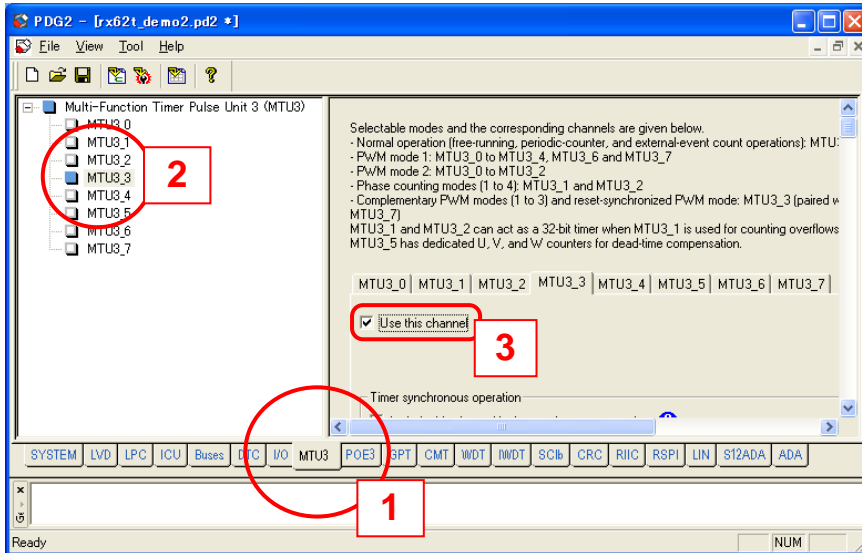 PDG2 - [rx62t_demo2.pd2 *]
File View Tool Help
Multi-Function Timer Pulse Unit 3 (MTU3)
MTU3_0
MTU3_1
MTU3_2
MTU3_3
MTU3_4
MTU3_5
MTU3_6
MTU3_7
2
Selectable modes and the corresponding channels are given below.
- Normal operation (free-running, periodic-counter, and external-event count operations): MTU
- PWM mode 1: MTU3_0 to MTU3_4, MTU3_6 and MTU3_7
- PWM mode 2: MTU3_0 to MTU3_2
- Phase counting modes (1 to 4): MTU3_1 and MTU3_2
- Complementary PWM modes (1 to 3) and reset-synchronized PWM mode: MTU3_3 (paired w
MTU3_7)
MTU3_1 and MTU3_2 can act as a 32-bit timer when MTU3_1 is used for counting overflows
MTU3_5 has dedicated U, V, and W counters for dead-time compensation.
MTU3_0 MTU3_1 MTU3_2 MTU3_3 MTU3_4 MTU3_5 MTU3_6 MTU3_7
Use this channel
3
Timer synchronous operation
SYSTEM LVD LPC ICU Buses DTC I/O MTU3 POE3 GPT CMT WDT IWDT SCIb CRC RIIC RSPI LIN S12ADA ADA
1
Ready NUM